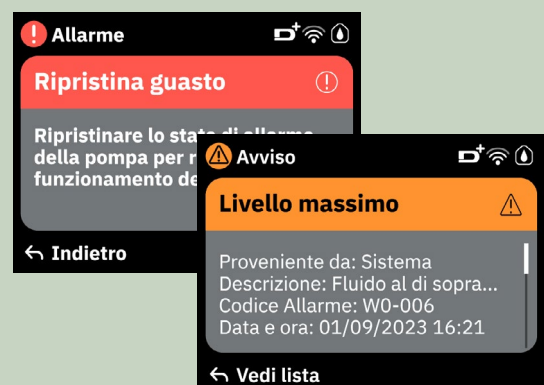 Allarme
Ripristina guasto
Ripristinare lo stato di allarme
della pompa per r
funzionamento de
Indietro
Avviso
Livello massimo
Proveniente da: Sistema
Descrizione: Fluido al di sopra...
Codice Allarme: W0-006
Data e ora: 01/09/2023 16:21
Vedi lista